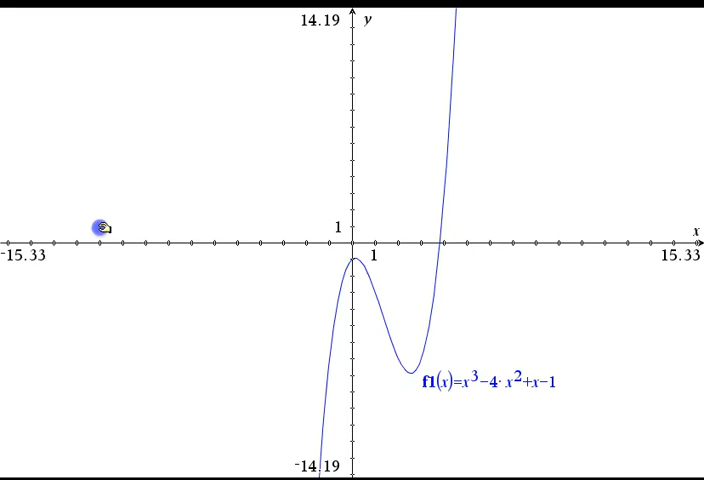 14.19 y
1
x
-15.33 1 15.33
f1(x)=x³-4·x²+x-1
-14.19